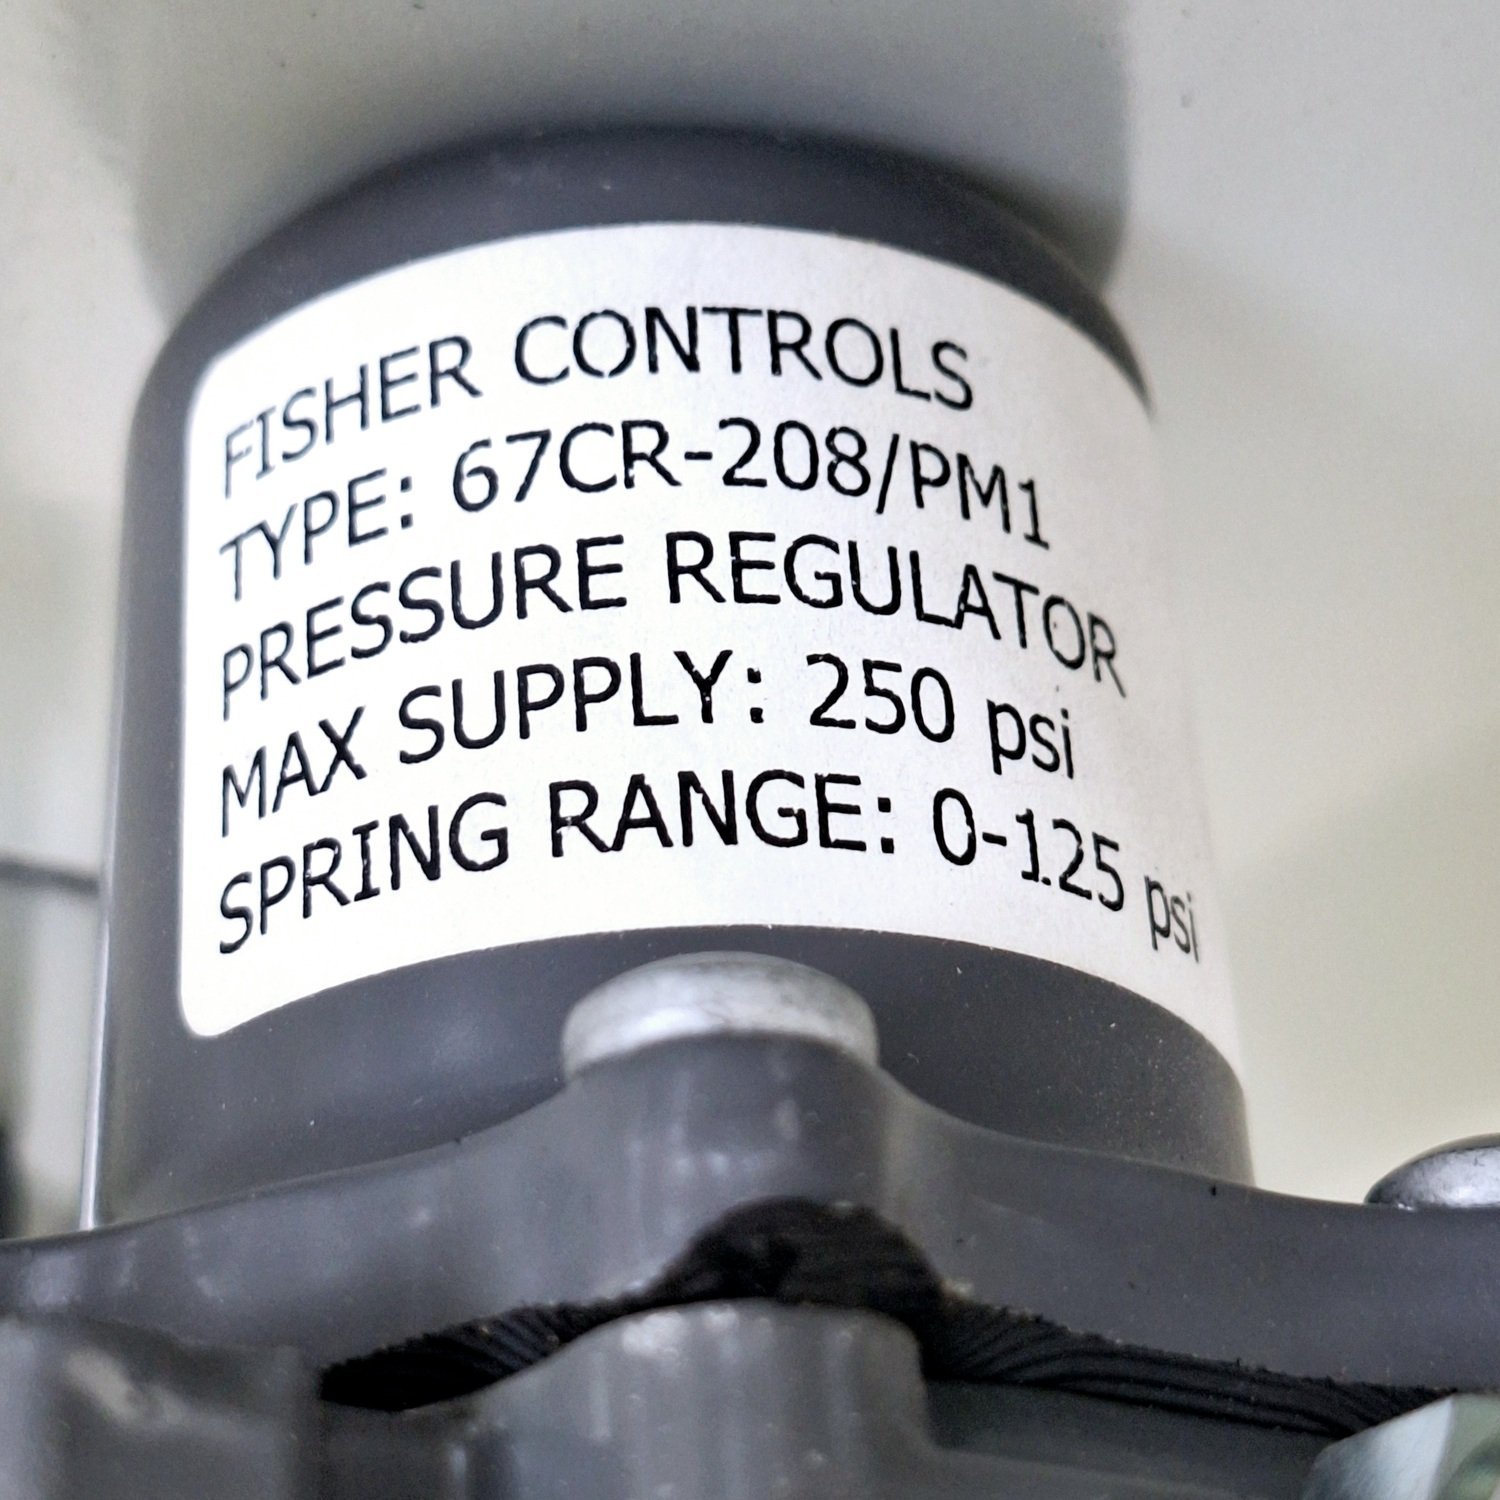 FISHER CONTROLS
TYPE: 67CR-208/PM1
PRESSURE REGULATOR
MAX SUPPLY: 250 psi
SPRING RANGE: 0-125 psi